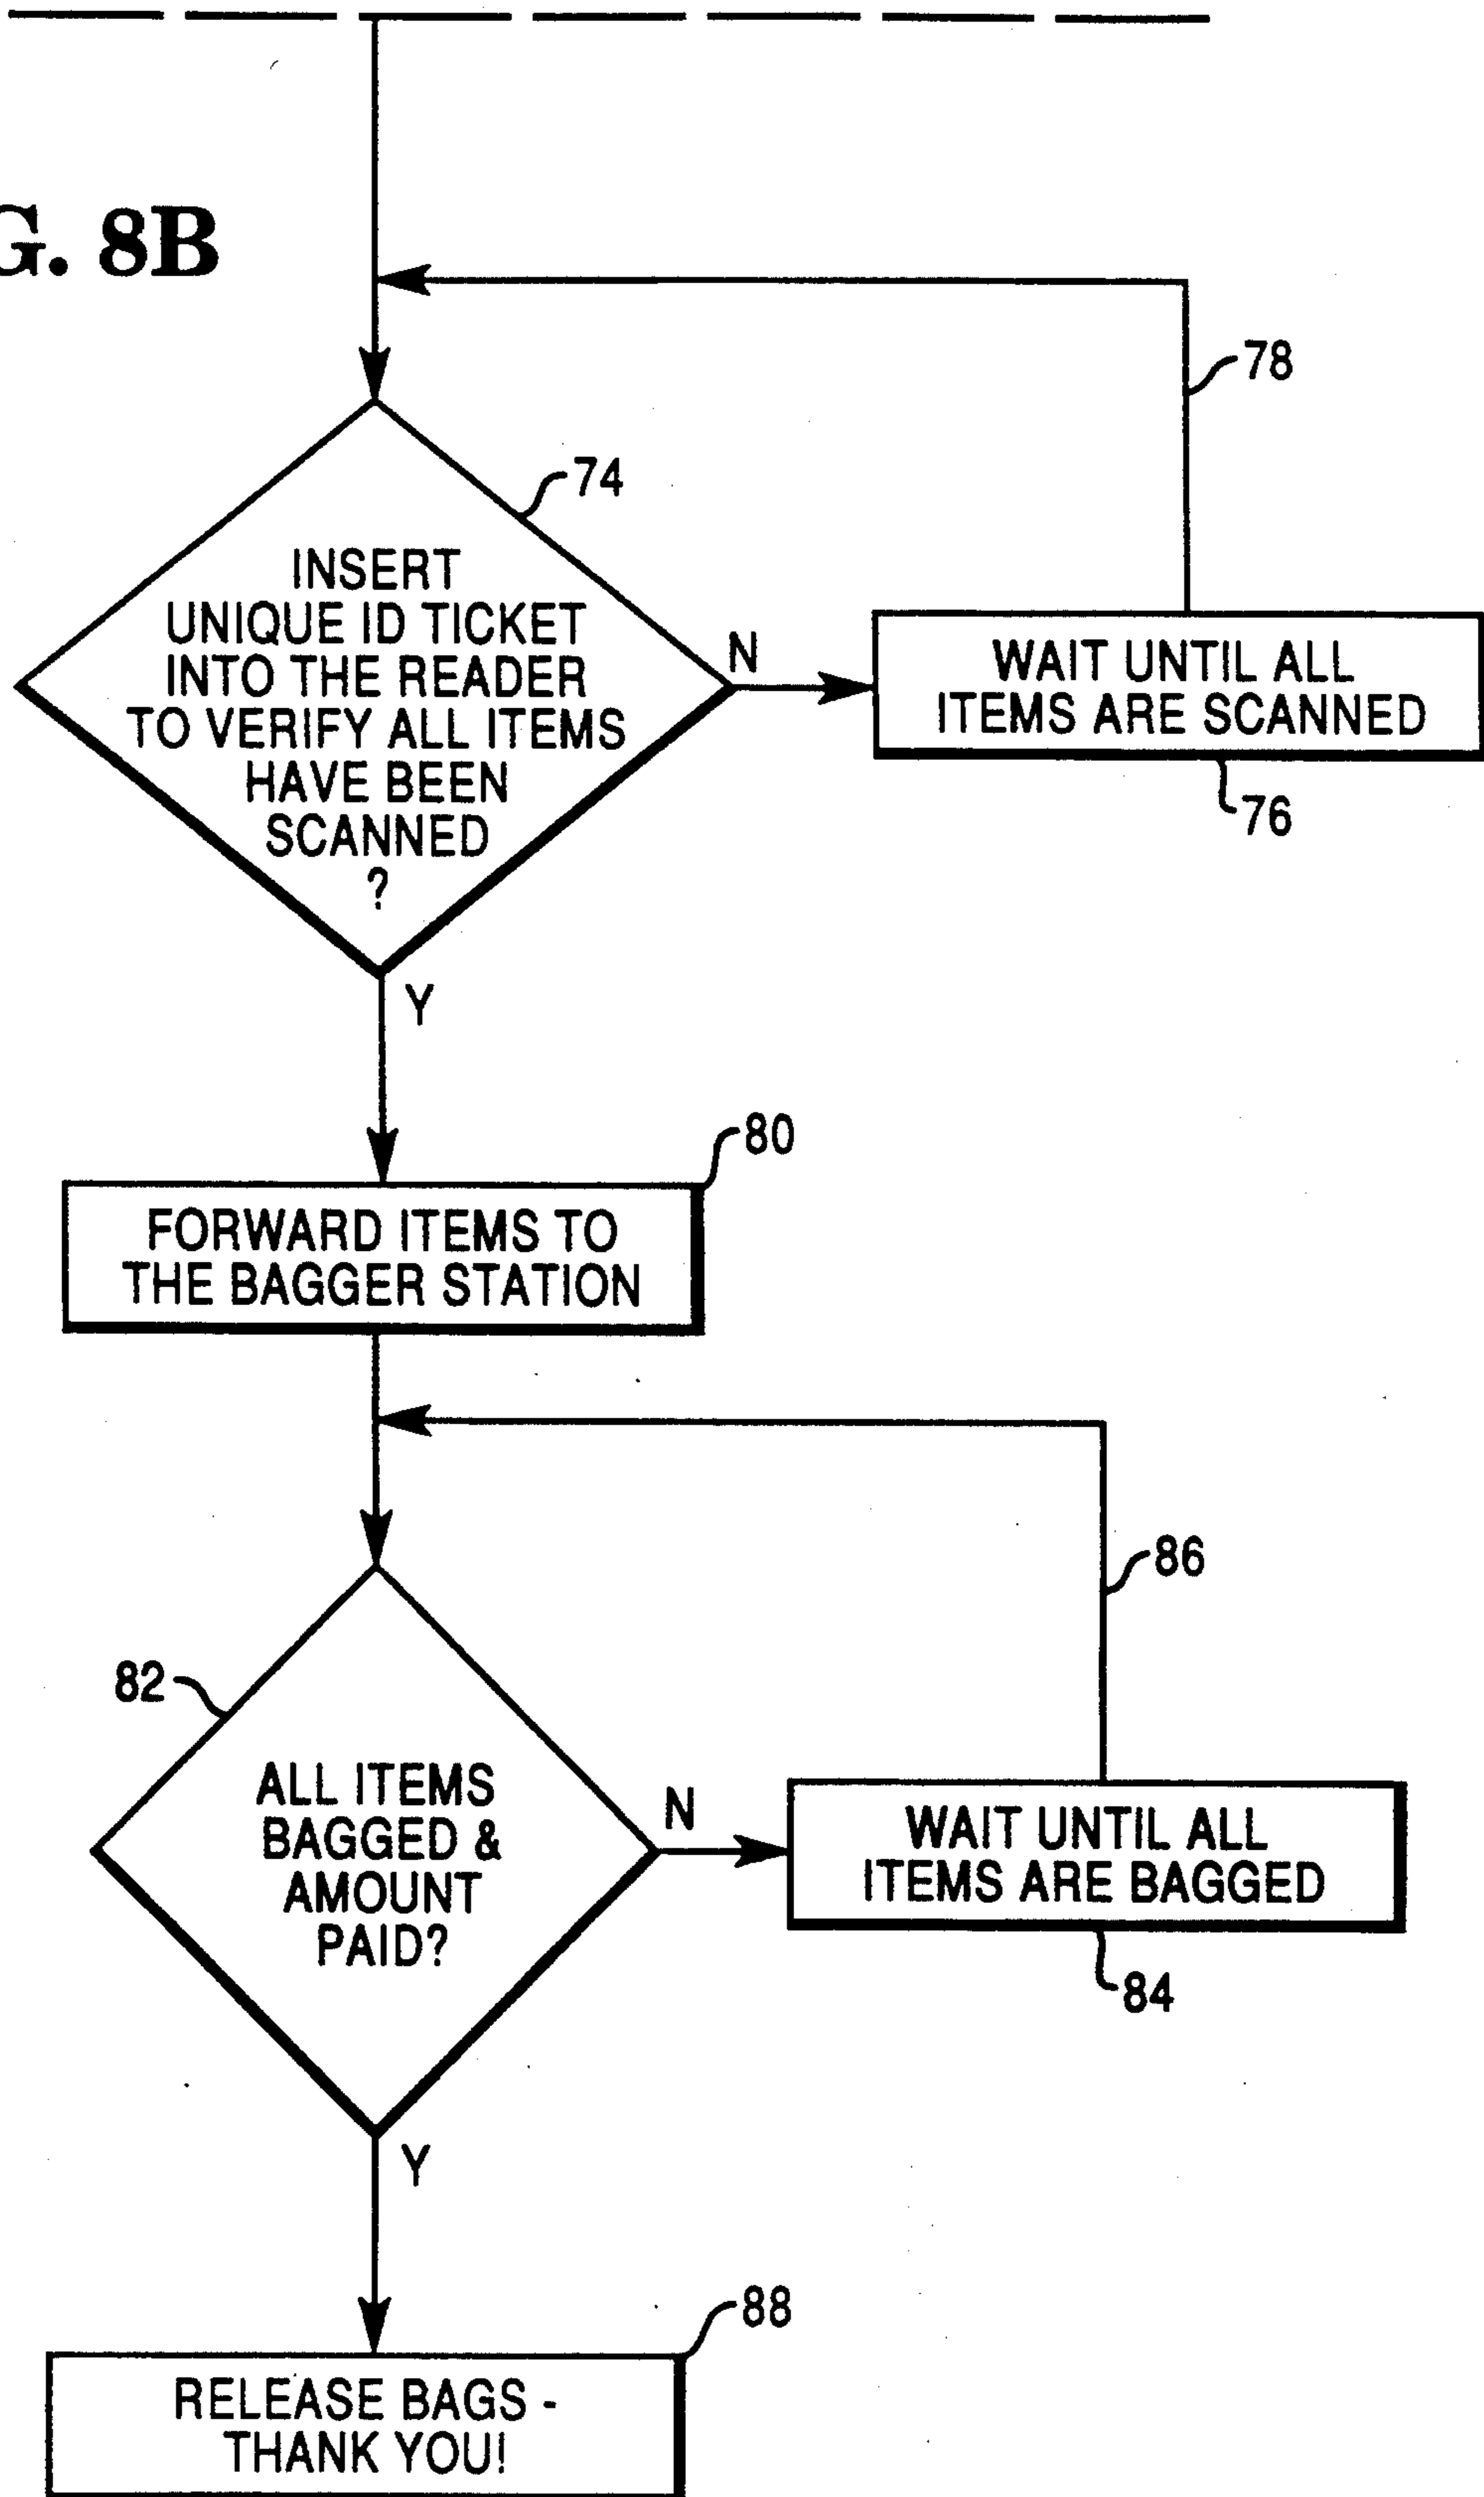 G. 8B
78
74
INSERT
UNIQUE ID TICKET
INTO THE READER
TO VERIFY ALL ITEMS
HAVE BEEN
SCANNED
?
N
WAIT UNTIL ALL
ITEMS ARE SCANNED
76
Y
80
FORWARD ITEMS TO
THE BAGGER STATION
86
82
ALL ITEMS
BAGGED &
AMOUNT
PAID?
N
WAIT UNTIL ALL
ITEMS ARE BAGGED
84
Y
88
RELEASE BAGS -
THANK YOU!